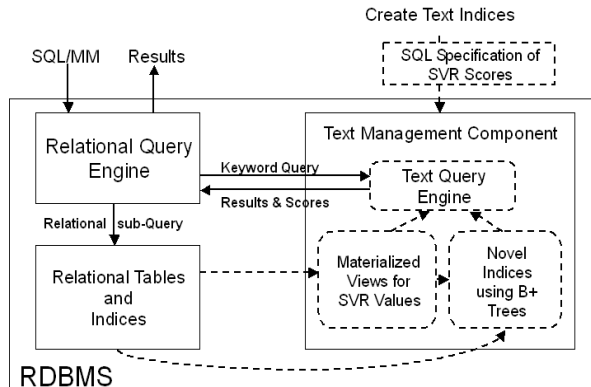 Create Text Indices
SQL/MM
Results
SQL Specification of
SVR Scores
Relational Query
Engine
Text Management Component
Keyword Query
Results & Scores
Text Query
Engine
Relational sub-Query
Relational Tables
and
Indices
Materialized
Views for
SVR Values
Novel
Indices
using B+
Trees
RDBMS